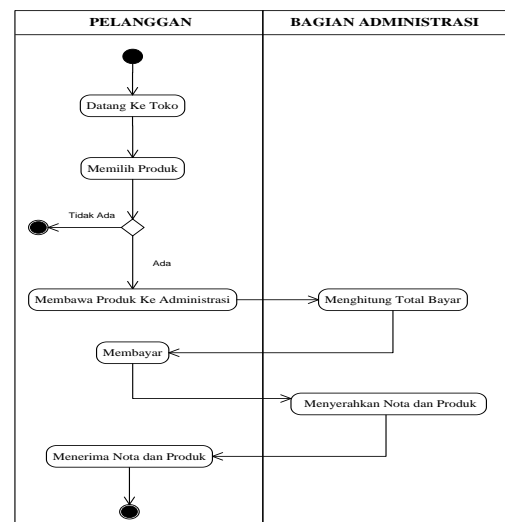 PELANGGAN
BAGIAN ADMINISTRASI
Datang Ke Toko
Memilih Produk
Tidak Ada
Ada
Membawa Produk Ke Administrasi
Menghitung Total Bayar
Membayar
Menyerahkan Nota dan Produk
Menerima Nota dan Produk